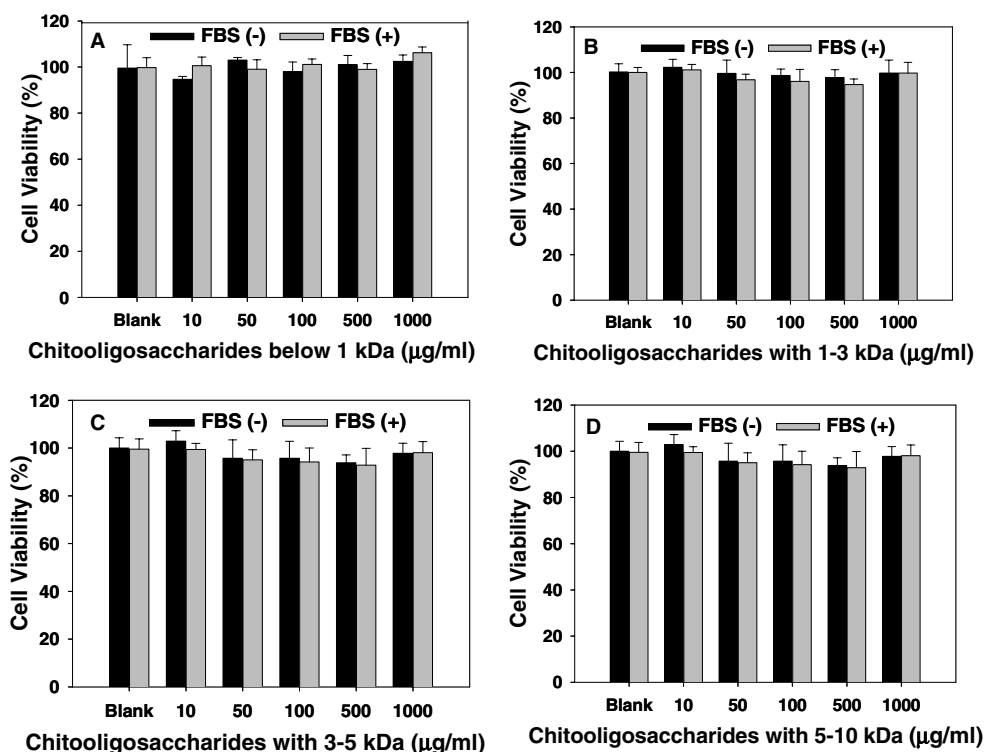 A
FBS (-) FBS (+)
Cell Viability (%)
120
100
80
60
40
20
0
Blank 10 50 100 500 1000
Chitooligosaccharides below 1 kDa (μg/ml)
B
FBS (-) FBS (+)
Cell Viability (%)
120
100
80
60
40
20
0
Blank 10 50 100 500 1000
Chitooligosaccharides with 1-3 kDa (μg/ml)
C
FBS (-) FBS (+)
Cell Viability (%)
120
100
80
60
40
20
0
Blank 10 50 100 500 1000
Chitooligosaccharides with 3-5 kDa (μg/ml)
D
FBS (-) FBS (+)
Cell Viability (%)
120
100
80
60
40
20
0
Blank 10 50 100 500 1000
Chitooligosaccharides with 5-10 kDa (μg/ml)